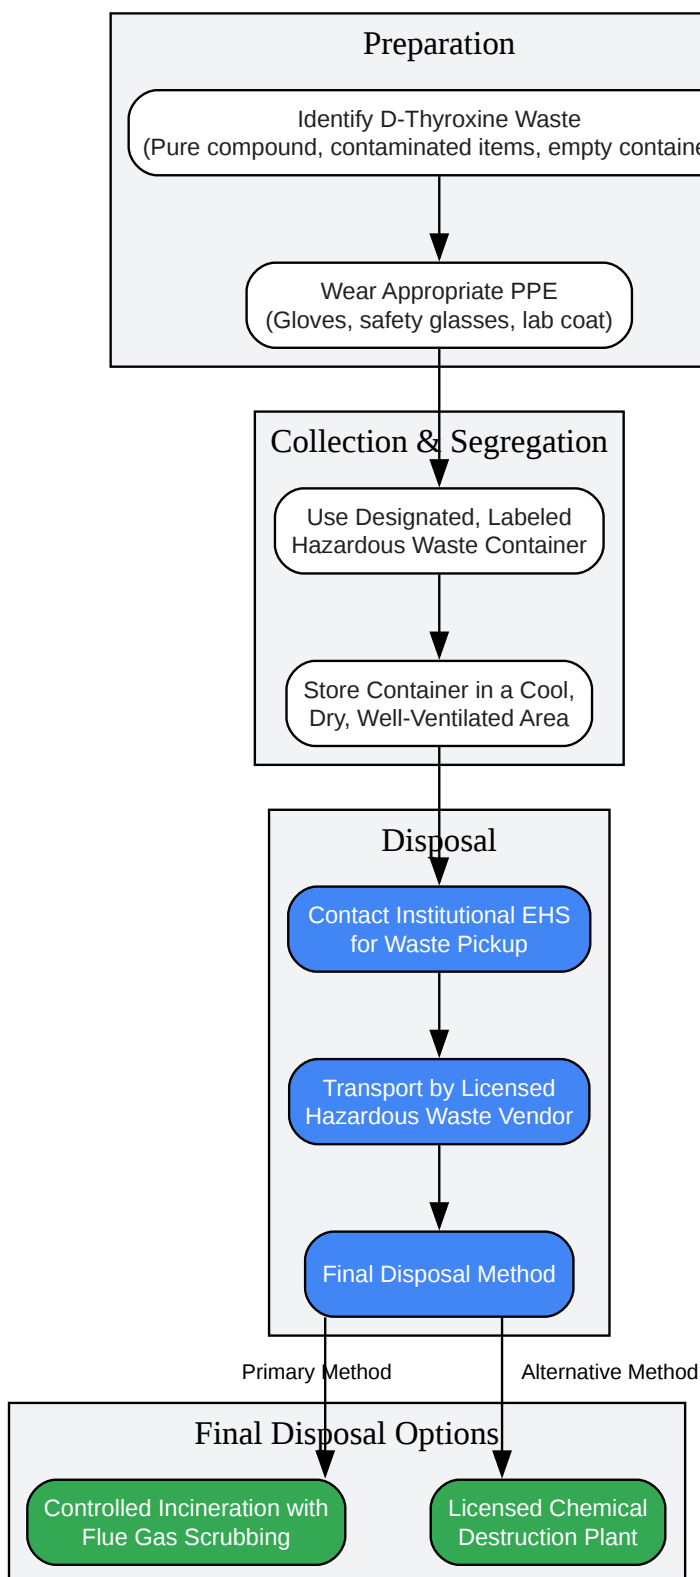 Preparation
Identify D-Thyroxine Waste
(Pure compound, contaminated items, empty
Wear Appropriate PPE
(Gloves, safety glasses, lab coat)
Collection & Segregation
Use Designated, Labeled
Hazardous Waste Container
Store Container in a Cool,
Dry, Well-Ventilated Area
Disposal
Contact Institutional EHS
for Waste Pickup
Transport by Licensed
Hazardous Waste Vendor
Final Disposal Method
Primary Method
Alternative Method
Final Disposal Options
Controlled Incineration with
Flue Gas Scrubbing
Licensed Chemical
Destruction Plant